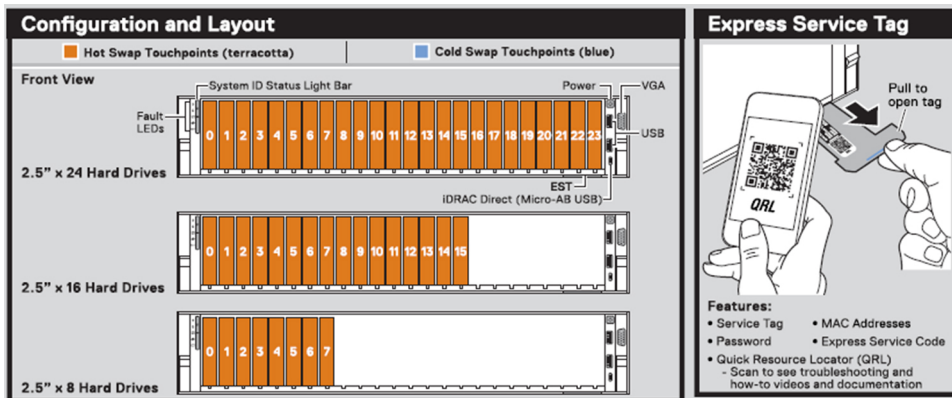 Configuration and Layout
Hot Swap Touchpoints (terracotta)
Cold Swap Touchpoints (blue)
Front View
System ID Status Light Bar
Power
VGA
Fault
LEDs
USB
0 1 2 3 4 5 6 7 8 9 10 11 12 13 14 15 16 17 18 19 20 21 22 23
2.5” x 24 Hard Drives
EST
iDRAC Direct (Micro-AB USB)
0 1 2 3 4 5 6 7 8 9 10 11 12 13 14 15
2.5” x 16 Hard Drives
0 1 2 3 4 5 6 7
2.5” x 8 Hard Drives
Express Service Tag
Pull to
open tag
QRL
Features:
• Service Tag
• MAC Addresses
• Password
• Express Service Code
• Quick Resource Locator (QRL)
- Scan to see troubleshooting and
how-to videos and documentation